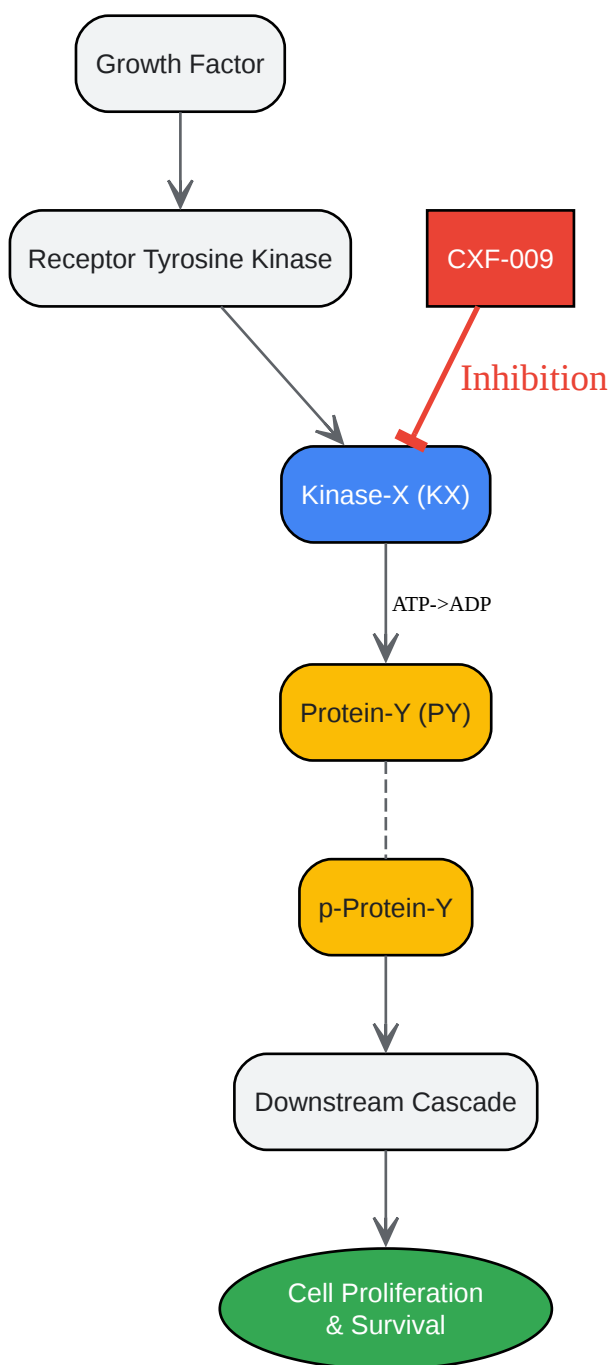 Growth Factor
Receptor Tyrosine Kinase
CXF-009
Inhibition
Kinase-X (KX)
ATP->ADP
Protein-Y (PY)
p-Protein-Y
Downstream Cascade
Cell Proliferation
& Survival